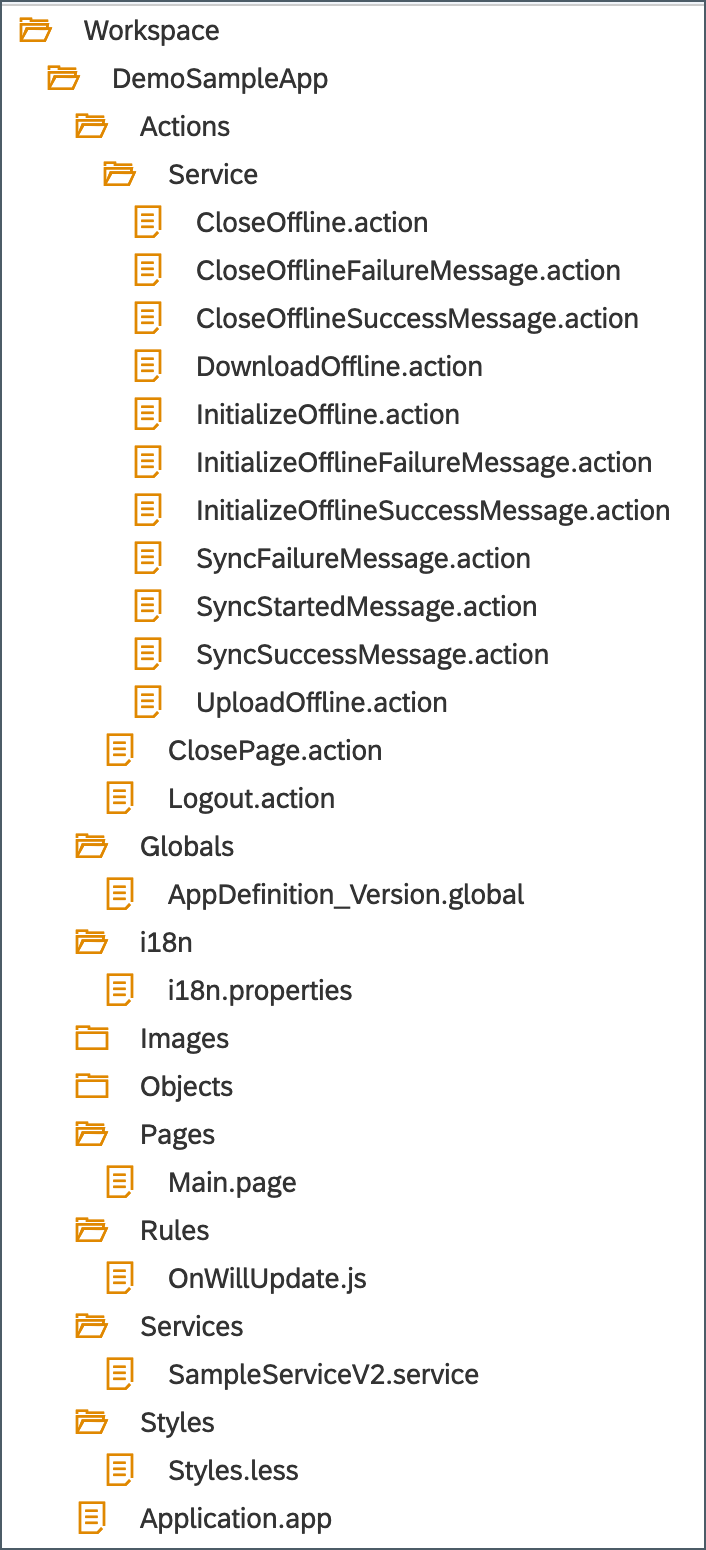 Workspace
DemoSampleApp
Actions
Service
CloseOffline.action
CloseOfflineFailureMessage.action
CloseOfflineSuccessMessage.action
DownloadOffline.action
InitializeOffline.action
InitializeOfflineFailureMessage.action
InitializeOfflineSuccessMessage.action
SyncFailureMessage.action
SyncStartedMessage.action
SyncSuccessMessage.action
UploadOffline.action
ClosePage.action
Logout.action
Globals
AppDefinition_Version.global
i18n
i18n.properties
Images
Objects
Pages
Main.page
Rules
OnWillUpdate.js
Services
SampleServiceV2.service
Styles
Styles.less
Application.app